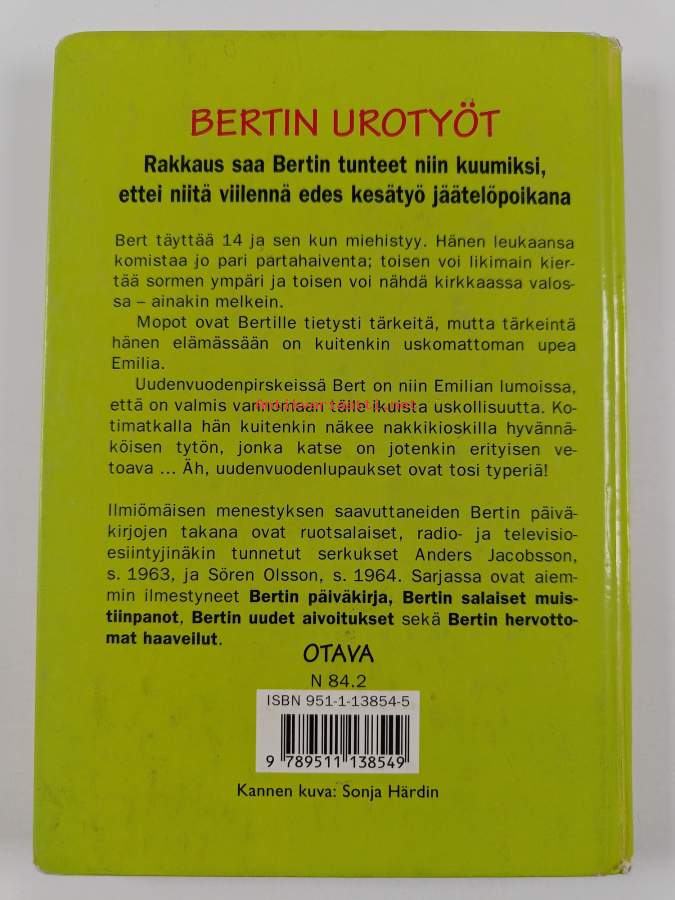 BERTIN UROTYÖT
Rakkaus saa Bertin tunteet niin kuumiksi,
ettei niitä viilennä edes kesätyö jäätelöpoikana
Bert täyttää 14 ja sen kun miehistyy. Hänen leukaansa
komistaa jo pari partahaiventa; toisen voi likimain kier-
tää sormen ympäri ja toisen voi nähdä kirkkaassa valos-
sa – ainakin melkein.
Mopot ovat Bertille tietysti tärkeitä, mutta tärkeintä
hänen elämässään on kuitenkin uskomattoman upea
Emilia.
Uudenvuodenpirskeissä Bert on niin Emilian lumoissa,
että on valmis vannomaan tälle ikuista uskollisuutta. Ko-
timatkalla hän kuitenkin näkee nakkikioskilla hyvännä-
köisen tytön, jonka katse on jotenkin erityisen ve-
toava ... Äh, uudenvuodenlupaukset ovat tosi typeriä!
Ilmiömäisen menestyksen saavuttaneiden Bertin päivä-
kirjojen takana ovat ruotsalaiset, radio- ja televisio-
esiintyjinäkin tunnetut serkukset Anders Jacobsson,
s. 1963, ja Sören Olsson, s. 1964. Sarjassa ovat aiem-
min ilmestyneet Bertin päiväkirja, Bertin salaiset muis-
tiinpanot, Bertin uudet aivoitukset sekä Bertin hervotto-
mat haaveilut.
OTAVA
N 84.2
ISBN 951-1-13854-5
9 789511 138549
Kannen kuva: Sonja Härdin